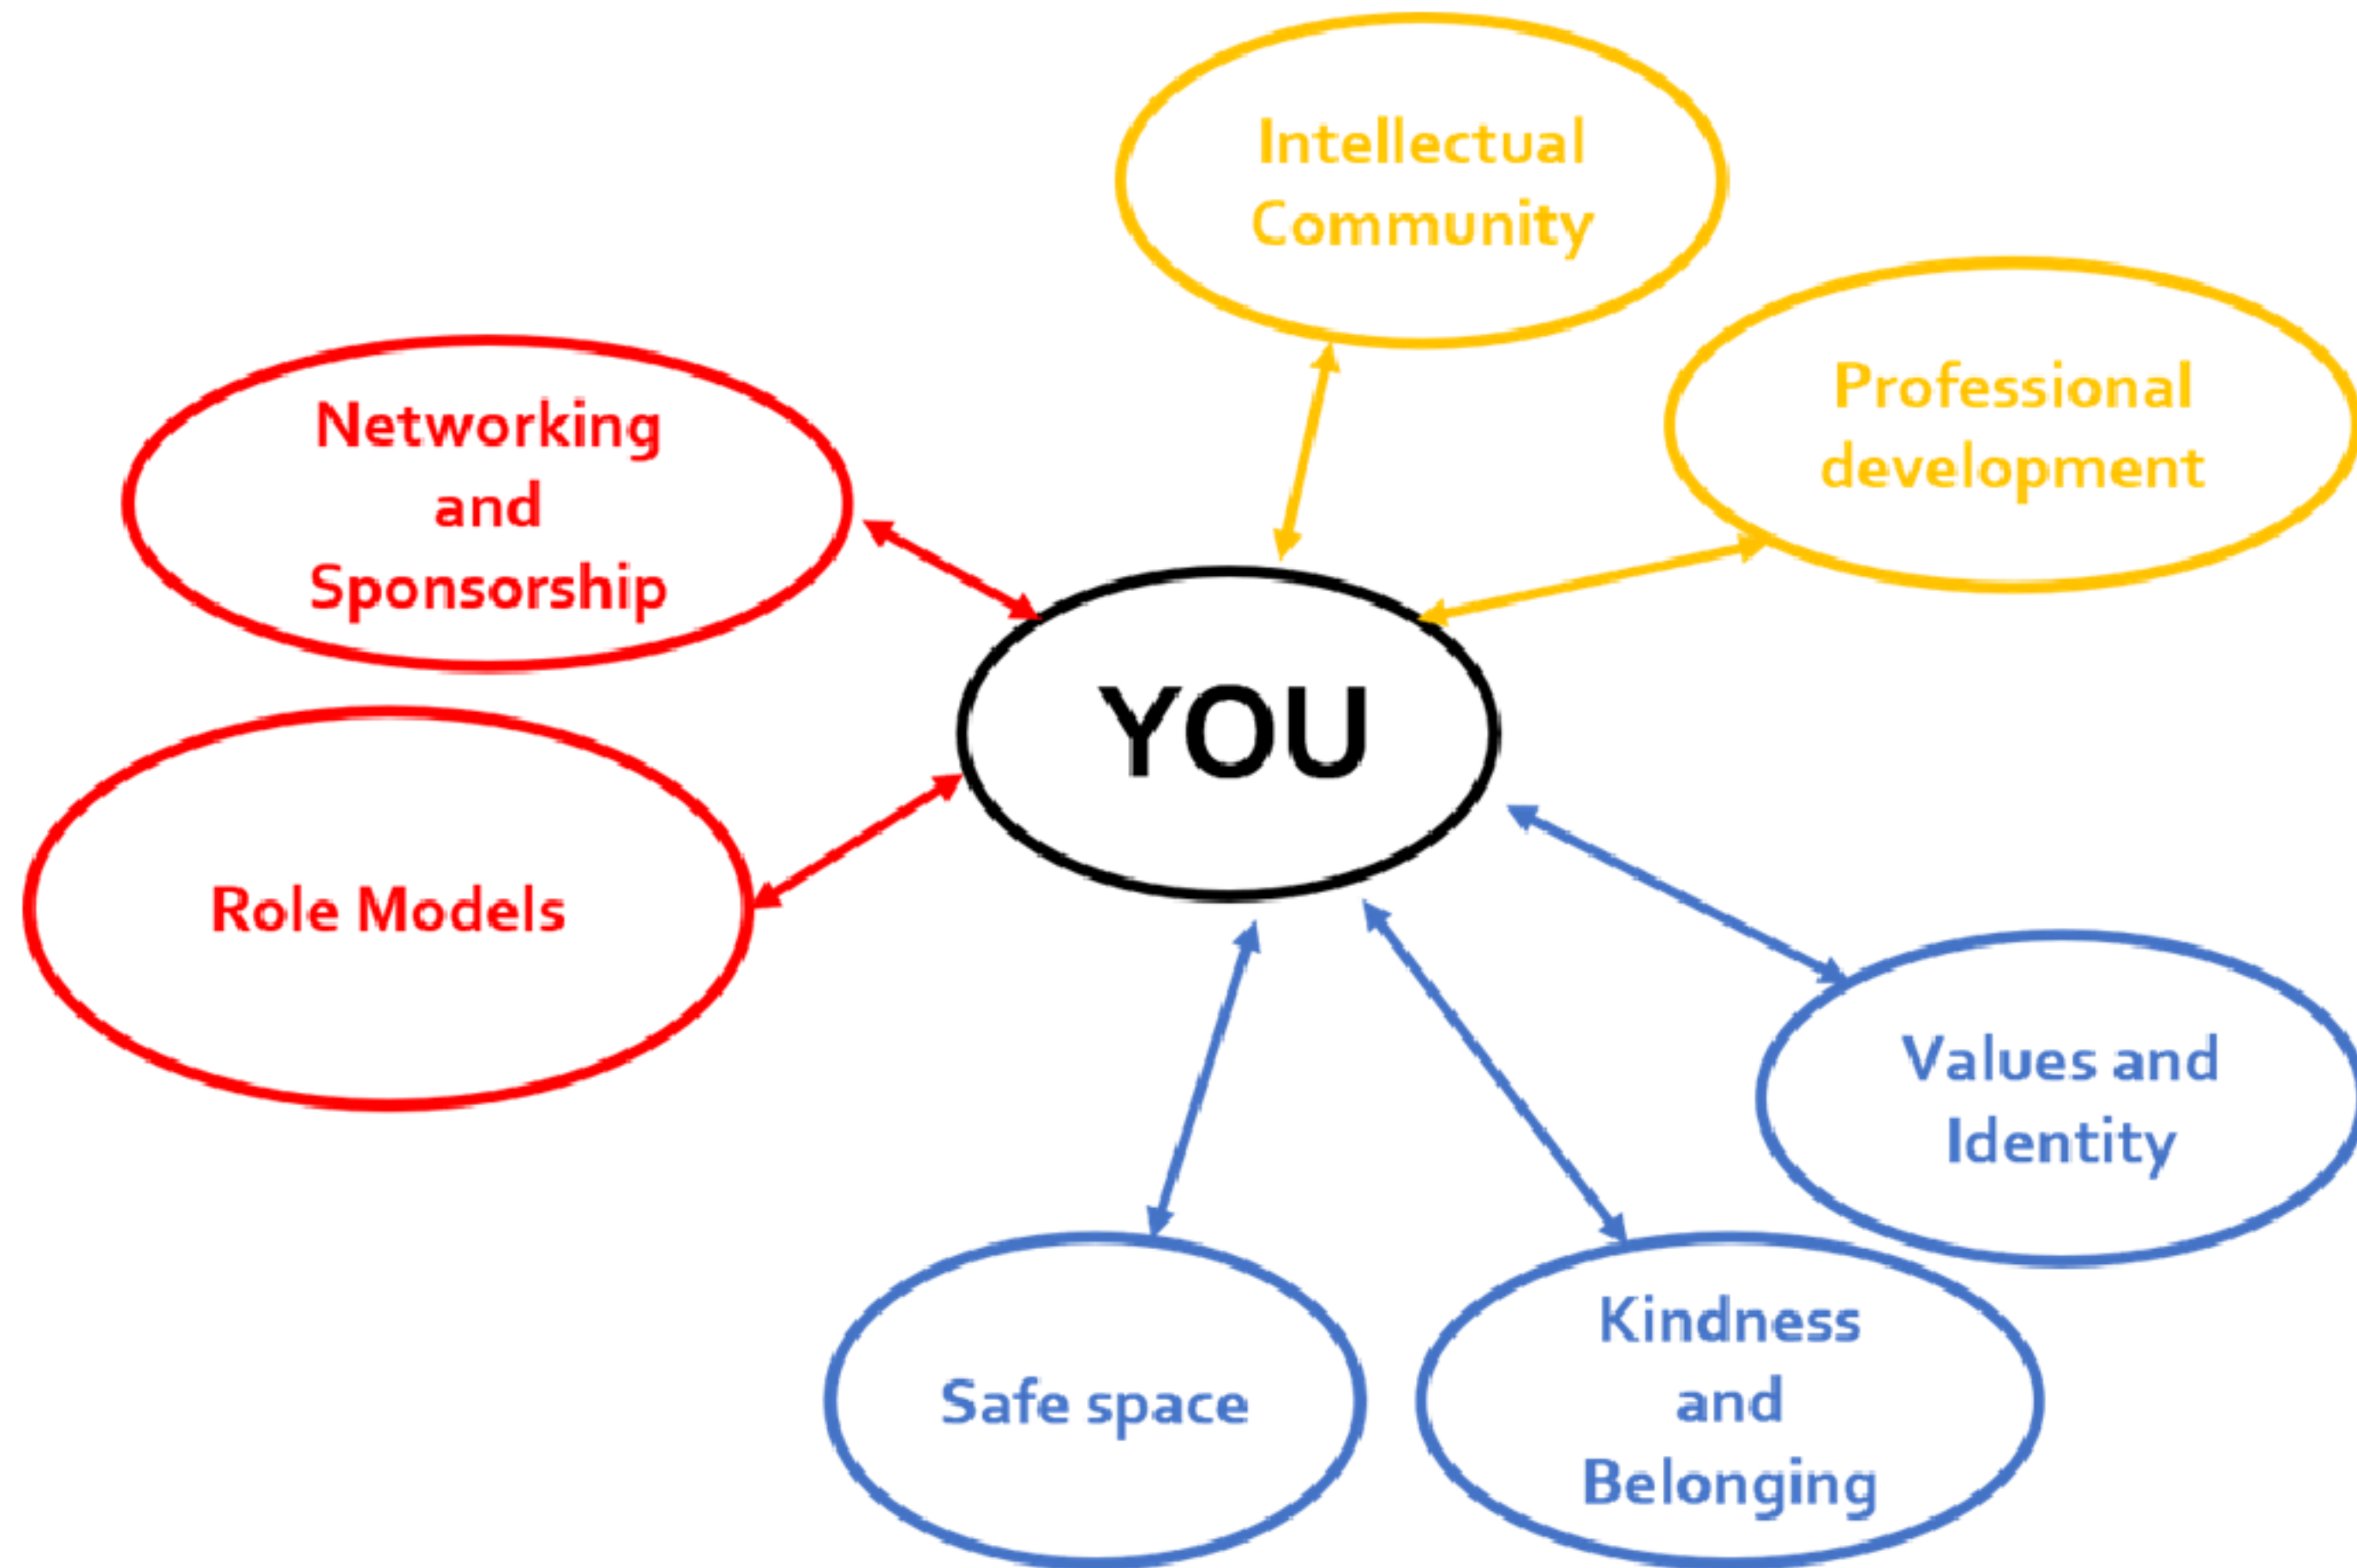 Intellectual
Community
Professional
development
Networking
and
Sponsorship
YOU
Role Models
Values and
Identity
Kindness
and
Belonging
Safe space